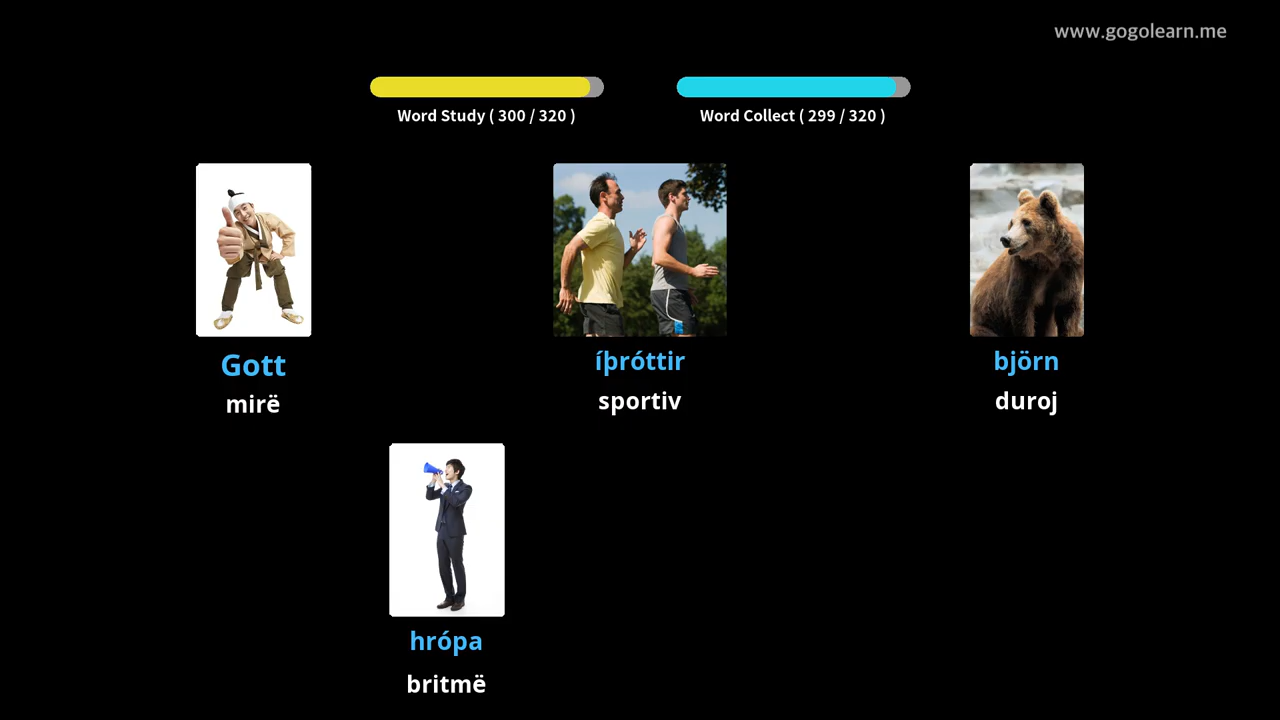 www.gogolearn.me
Word Study ( 300 / 320 )
Word Collect ( 299 / 320 )
Gott
mirë
íþróttir
sportiv
björn
duroj
hrópa
britmë